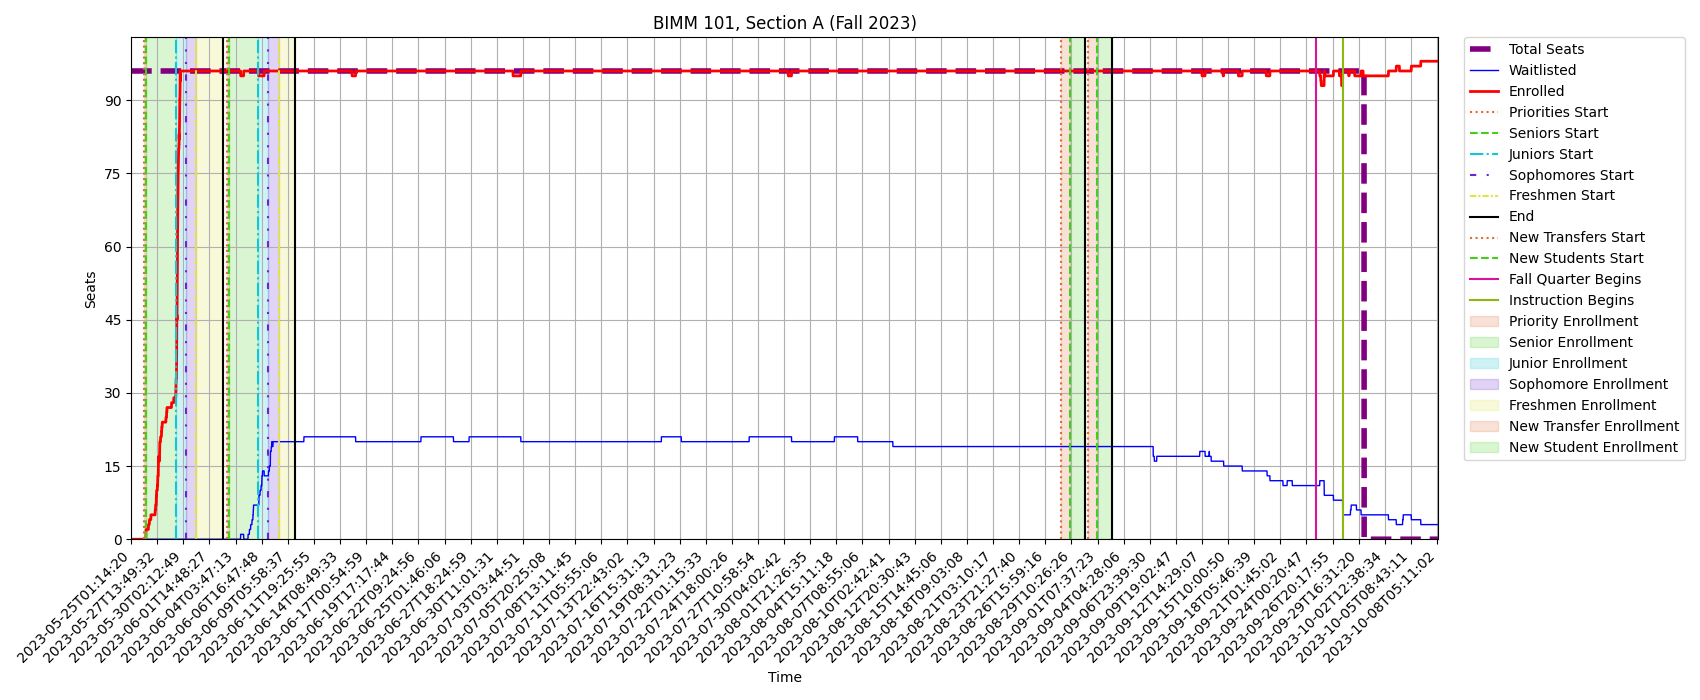 BIMM 101, Section A (Fall 2023)
Seats
90
75
60
45
30
15
0
2023-05-25T01:14:20
2023-05-27T13:49:32
2023-05-30T02:12:49
2023-06-01T14:48:27
2023-06-04T03:47:13
2023-06-06T16:47:48
2023-06-09T05:58:37
2023-06-11T19:25:55
2023-06-14T08:49:33
2023-06-17T00:54:59
2023-06-19T17:17:44
2023-06-22T09:24:56
2023-06-25T01:46:06
2023-06-27T18:24:59
2023-06-30T11:01:31
2023-07-03T03:44:51
2023-07-05T20:25:08
2023-07-08T13:11:45
2023-07-11T05:55:06
2023-07-13T22:43:02
2023-07-16T15:31:13
2023-07-19T08:31:23
2023-07-22T01:15:33
2023-07-24T18:00:26
2023-07-27T10:58:54
2023-07-30T04:02:42
2023-08-01T21:26:35
2023-08-04T15:11:18
2023-08-07T08:55:06
2023-08-10T02:42:41
2023-08-12T20:30:43
2023-08-15T14:45:06
2023-08-18T09:03:08
2023-08-21T03:10:17
2023-08-23T21:27:40
2023-08-26T15:59:16
2023-08-29T10:26:26
2023-09-01T07:37:23
2023-09-04T04:28:06
2023-09-06T23:39:30
2023-09-09T19:02:47
2023-09-12T14:29:07
2023-09-15T10:00:50
2023-09-18T05:46:39
2023-09-21T01:45:02
2023-09-24T00:20:47
2023-09-26T20:17:55
2023-09-29T16:31:20
2023-10-02T12:38:34
2023-10-05T08:43:11
2023-10-08T05:11:02
Time
Total Seats
Waitlisted
Enrolled
Priorities Start
Seniors Start
Juniors Start
Sophomores Start
Freshmen Start
End
New Transfers Start
New Students Start
Fall Quarter Begins
Instruction Begins
Priority Enrollment
Senior Enrollment
Junior Enrollment
Sophomore Enrollment
Freshmen Enrollment
New Transfer Enrollment
New Student Enrollment